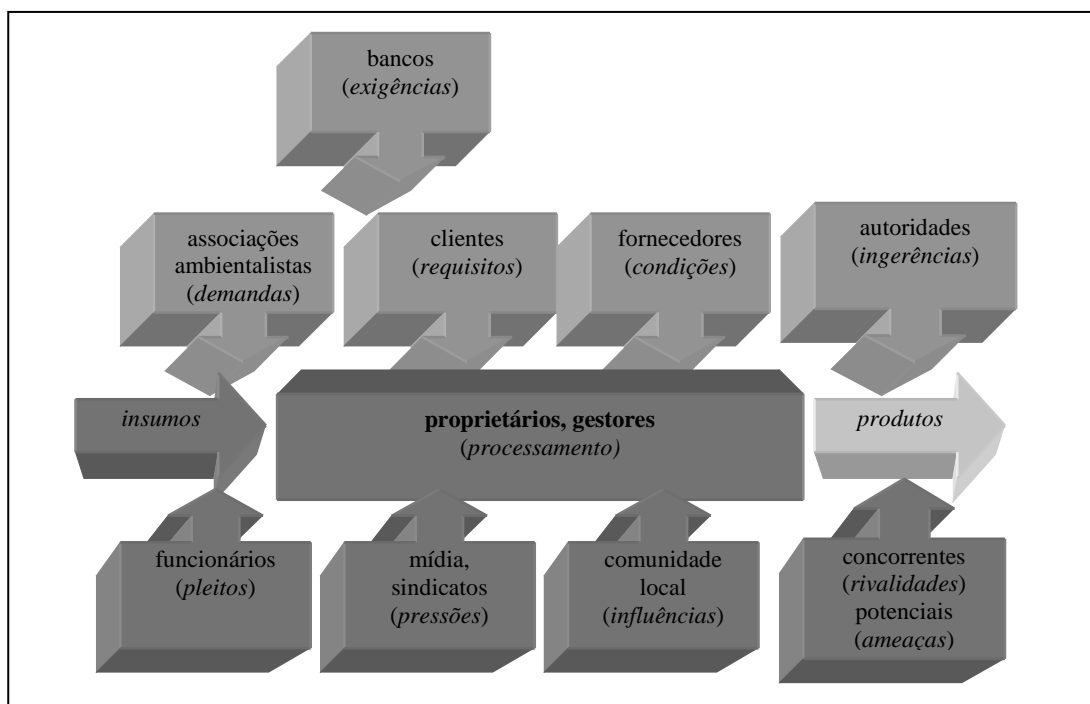 bancos
(exigências)
associações
ambientalistas
(demandas)
clientes
(requisitos)
fornecedores
(condições)
autoridades
(ingerências)
insumos
proprietários, gestores
(processamento)
produtos
funcionários
(pleitos)
mídia,
sindicatos
(pressões)
comunidade
local
(influências)
concorrentes
(rivalidades)
potenciais
(ameaças)